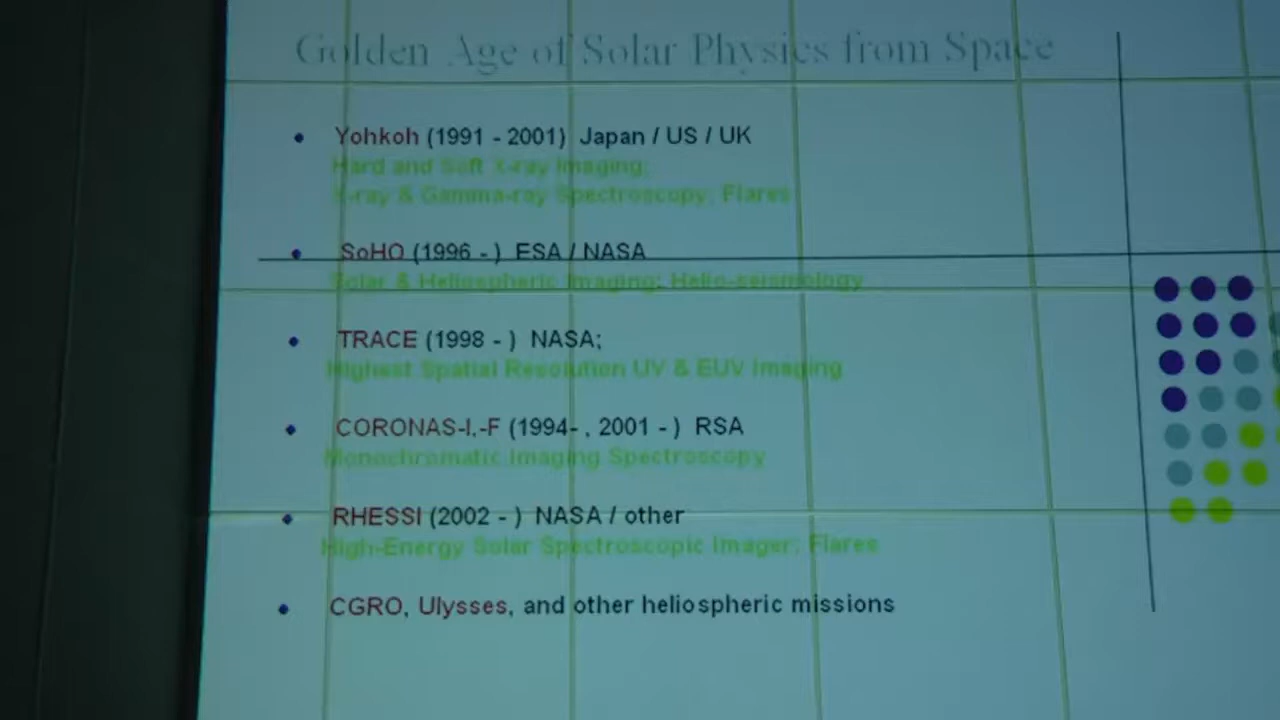 Golden Age of Solar Physics from Space
Yohkoh (1991 - 2001) Japan / US / UK
Hard and Soft X-ray Imaging;
X-ray & Gamma-ray Spectroscopy; Flares
SoHO (1996 - ) ESA / NASA
Solar & Heliospheric Imaging; Helio-seismology
TRACE (1998 - ) NASA;
Highest Spatial Resolution UV & EUV Imaging
CORONAS-I,-F (1994- , 2001 - ) RSA
Monochromatic Imaging Spectroscopy
RHESSI (2002 - ) NASA / other
High-Energy Solar Spectroscopic Imager; Flares
CGRO, Ulysses, and other heliospheric missions